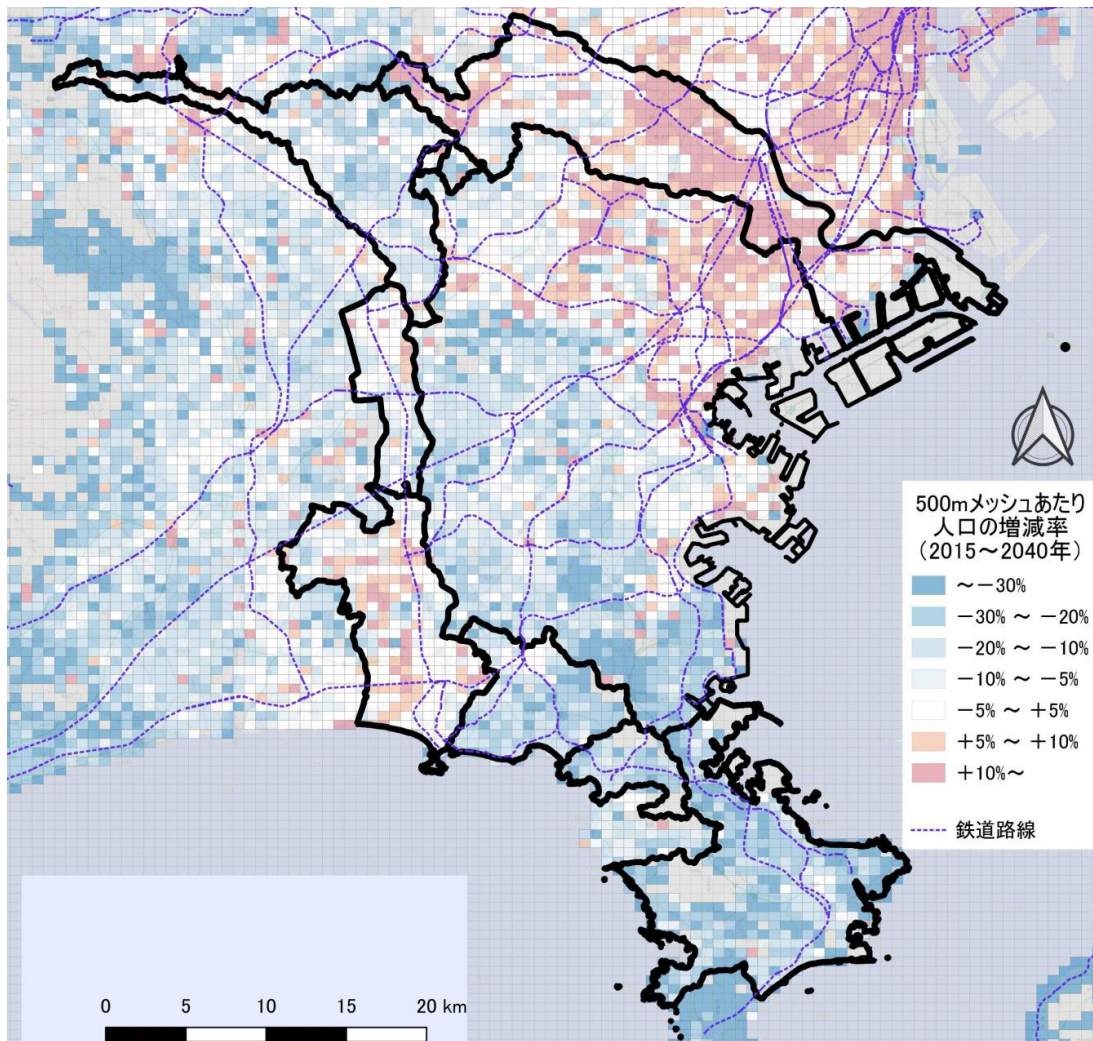 500mメッシュあたり
人口の増減率
（2015～2040年）
～－30%
－30% ～ －20%
－20% ～ －10%
－10% ～ －5%
－5% ～ ＋5%
＋5% ～ ＋10%
＋10%～
鉄道路線
0 5 10 15 20 km